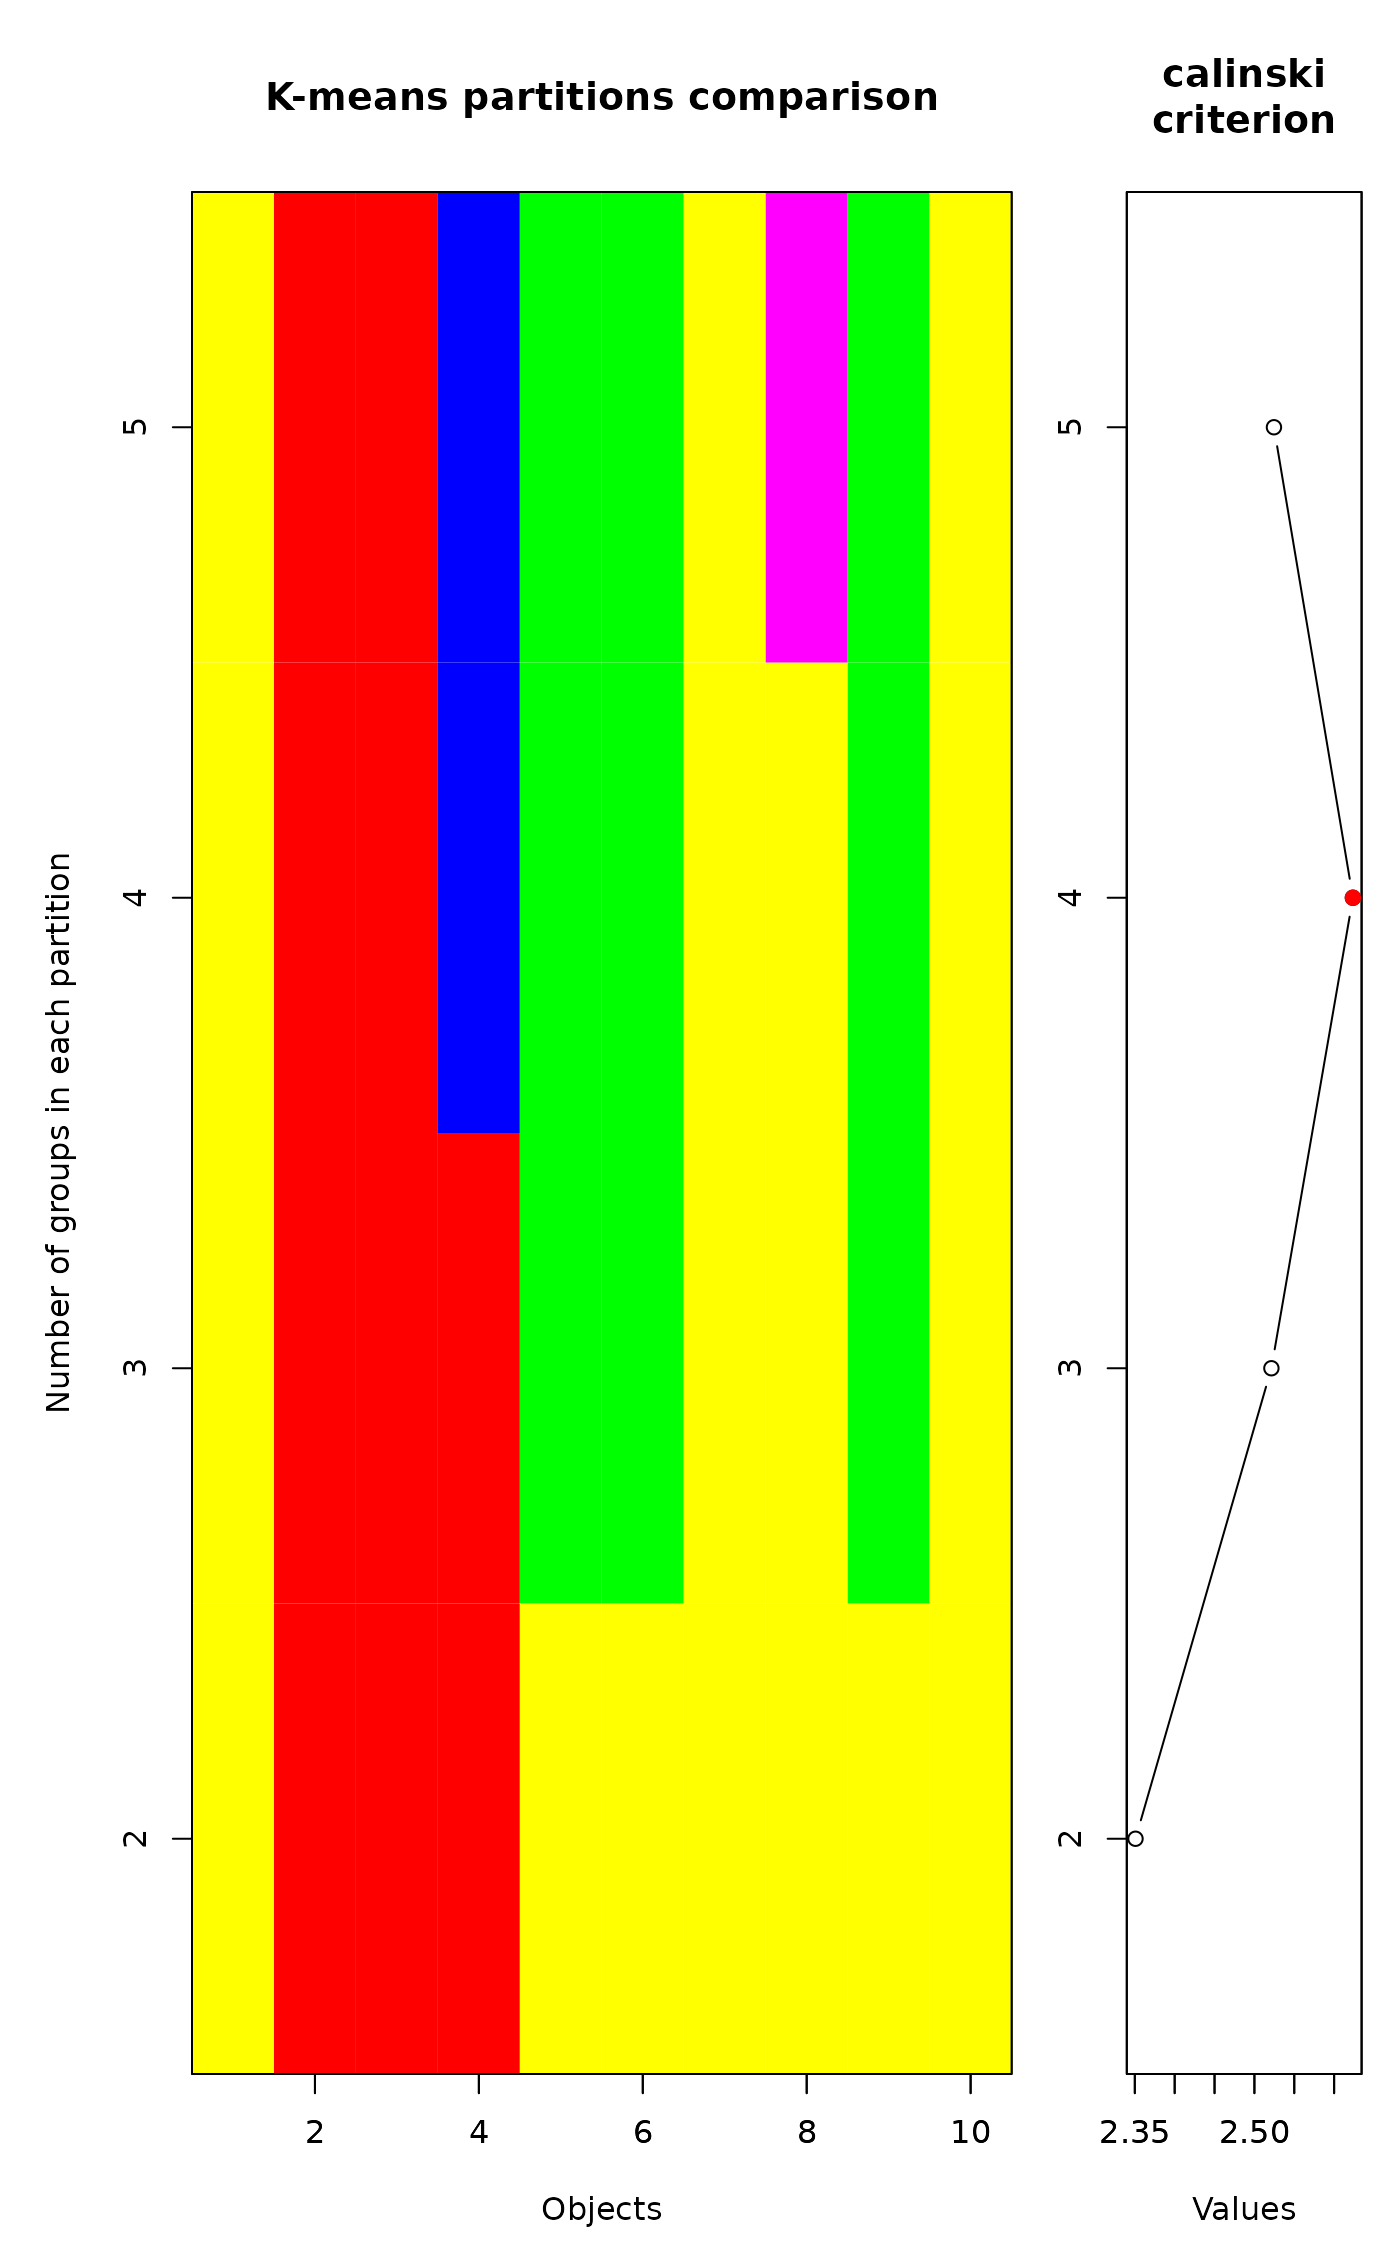 K-means partitions comparison
calinski
criterion
Number of groups in each partition
5
4
3
2
2 4 6 8 10
Objects
5
4
3
2
2.35 2.50
Values